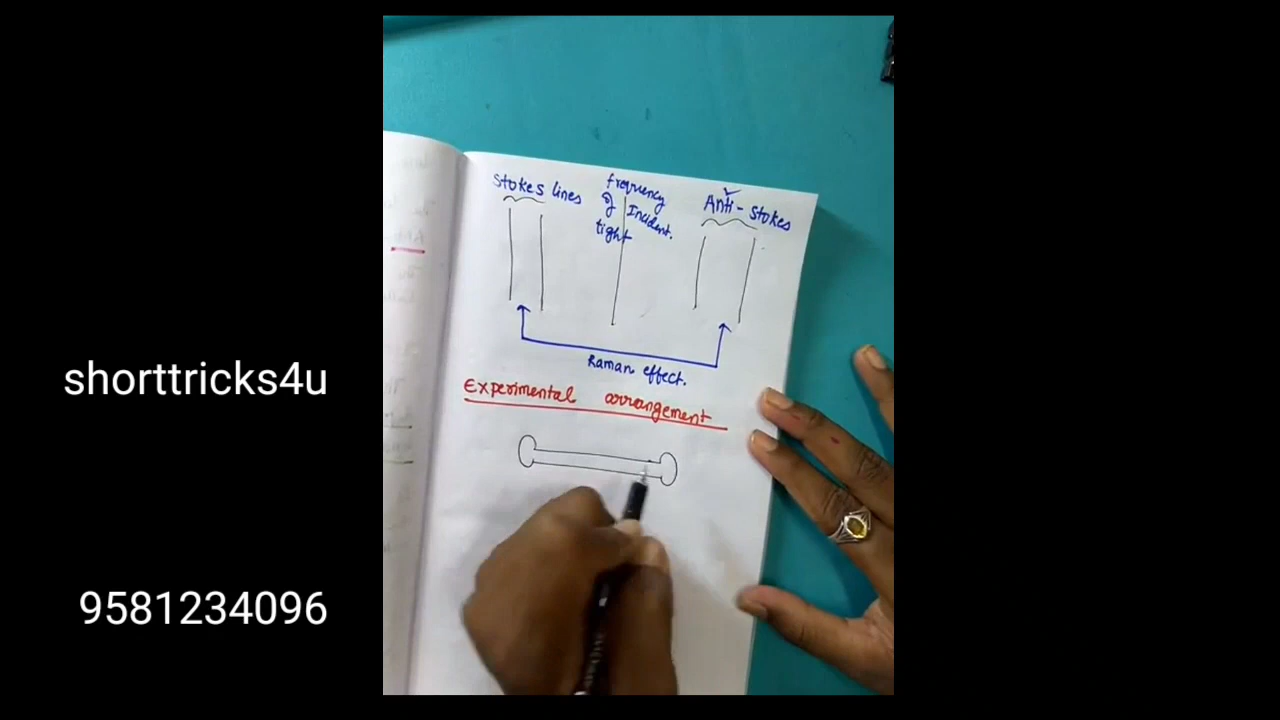 Stokes lines
frequency
of Incident.
light
Anti - Stokes
Raman effect.
Experimental arrangement
shorttricks4u
9581234096